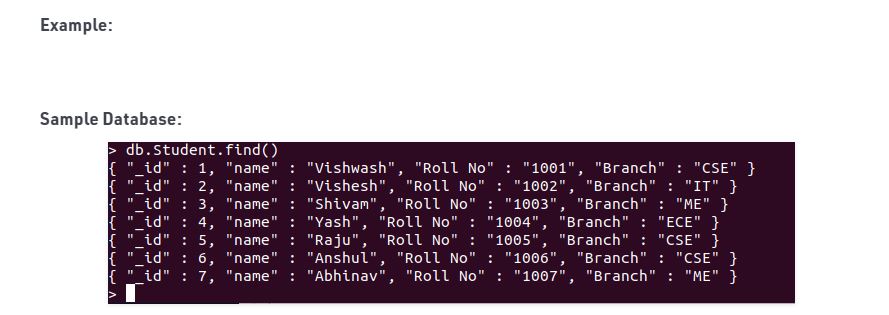 Example:
Sample Database:
> db.Student.find()
{ "_id" : 1, "name" : "Vishwash", "Roll No" : "1001", "Branch" : "CSE" }
{ "_id" : 2, "name" : "Vishesh", "Roll No" : "1002", "Branch" : "IT" }
{ "_id" : 3, "name" : "Shivam", "Roll No" : "1003", "Branch" : "ME" }
{ "_id" : 4, "name" : "Yash", "Roll No" : "1004", "Branch" : "ECE" }
{ "_id" : 5, "name" : "Raju", "Roll No" : "1005", "Branch" : "CSE" }
{ "_id" : 6, "name" : "Anshul", "Roll No" : "1006", "Branch" : "CSE" }
{ "_id" : 7, "name" : "Abhinav", "Roll No" : "1007", "Branch" : "ME" }
>